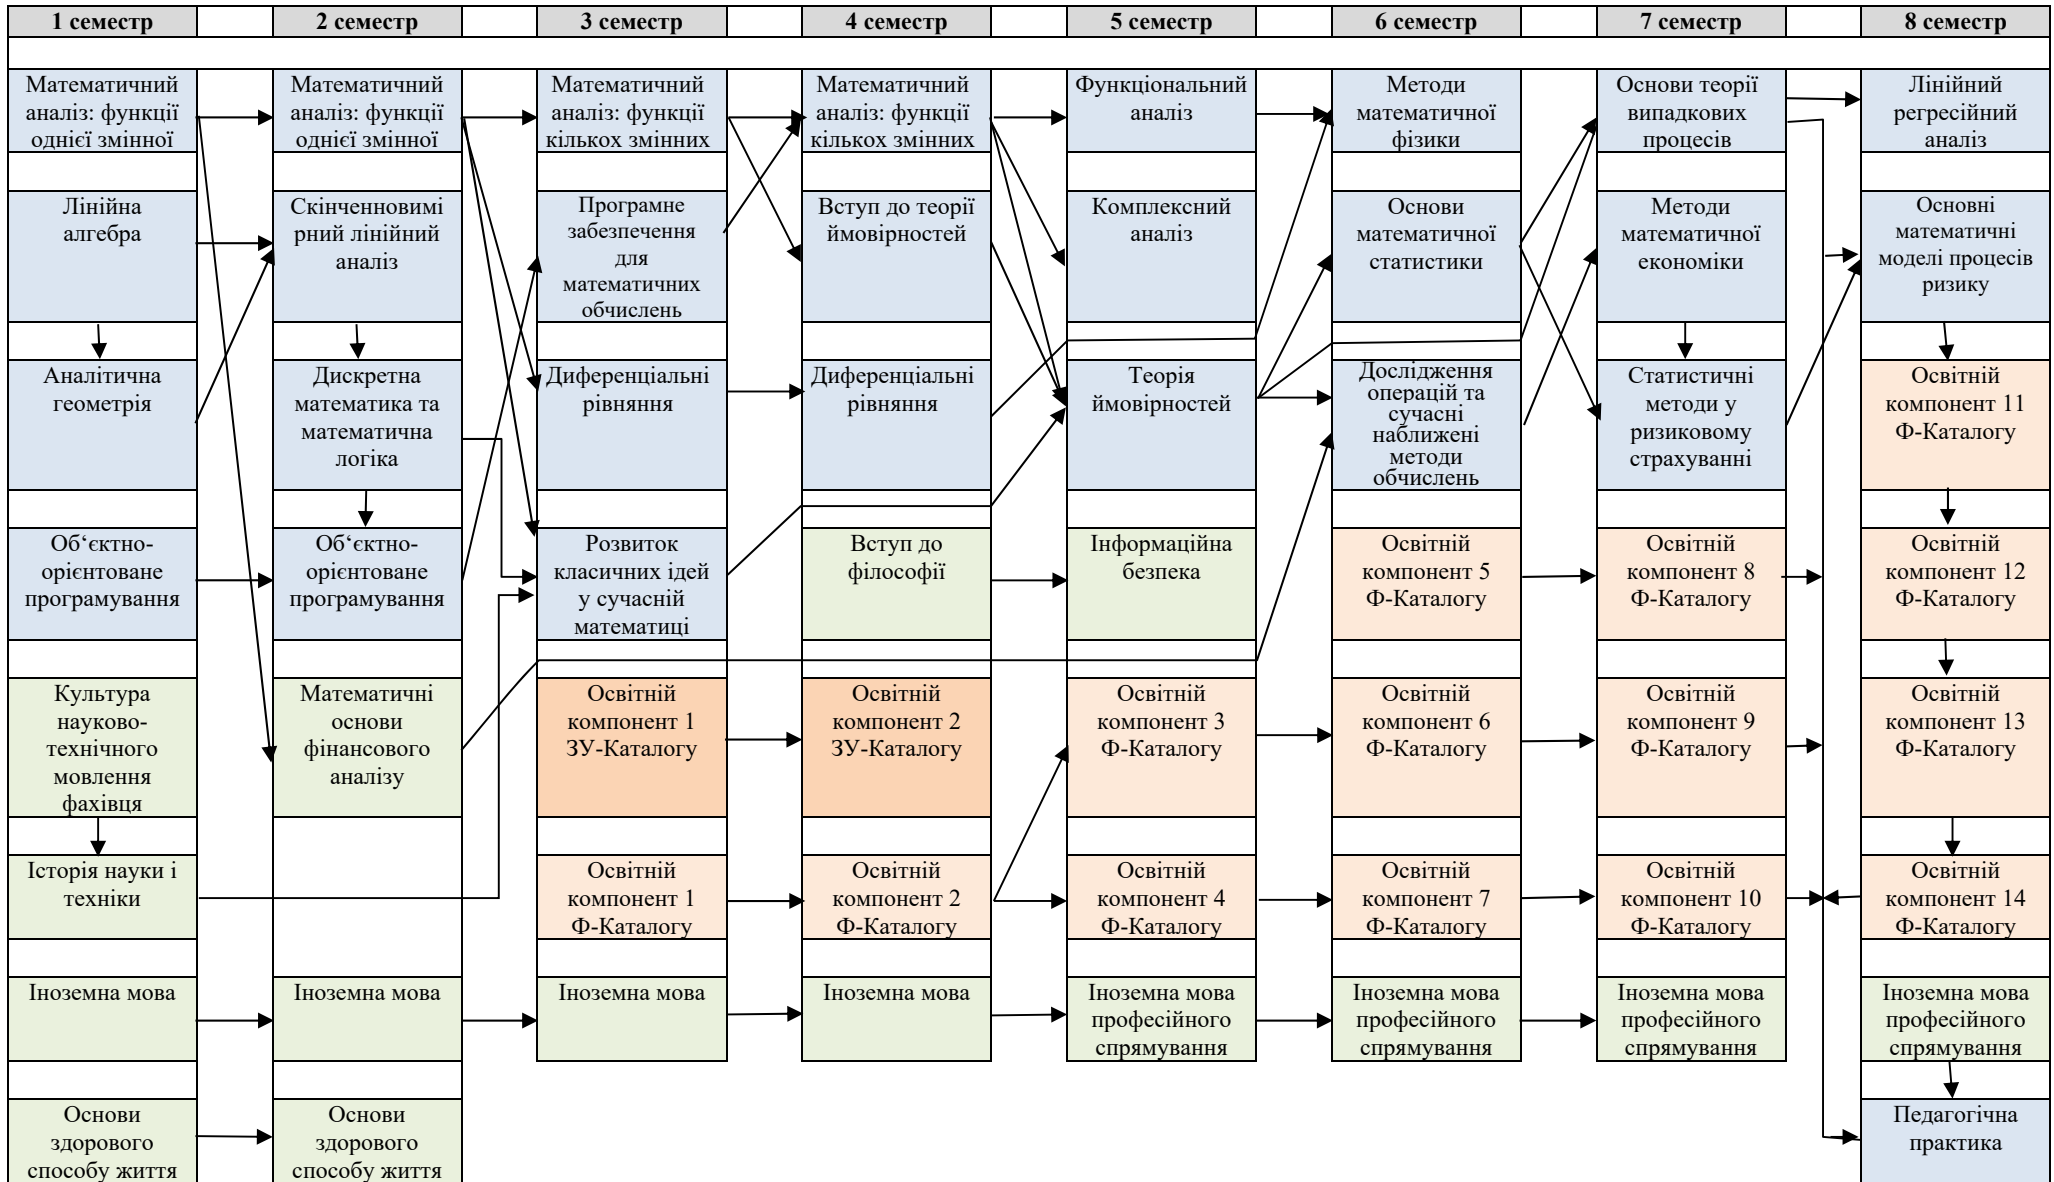 1 семестр
2 семестр
3 семестр
4 семестр
5 семестр
6 семестр
7 семестр
8 семестр
Математичний
аналіз: функції
однієї змінної
Математичний
аналіз: функції
однієї змінної
Математичний
аналіз: функції
кількох змінних
Математичний
аналіз: функції
кількох змінних
Функціональний
аналіз
Методи
математичної
фізики
Основи теорії
випадкових
процесів
Лінійний
регресійний
аналіз
Лінійна
алгебра
Скінченновимі
рний лінійний
аналіз
Програмне
забезпечення
для
математичних
обчислень
Вступ до теорії
ймовірностей
Комплексний
аналіз
Основи
математичної
статистики
Методи
математичної
економіки
Основні
математичні
моделі процесів
ризику
Аналітична
геометрія
Дискретна
математика та
математична
логіка
Диференціальні
рівняння
Диференціальні
рівняння
Теорія
ймовірностей
Дослідження
операцій та
сучасні
наближені
методи
обчислень
Статистичні
методи у
ризиковому
страхуванні
Освітній
компонент 11
Ф-Каталогу
Об‘єктно-
орієнтоване
програмування
Об‘єктно-
орієнтоване
програмування
Розвиток
класичних ідей
у сучасній
математиці
Вступ до
філософії
Інформаційна
безпека
Освітній
компонент 5
Ф-Каталогу
Освітній
компонент 8
Ф-Каталогу
Освітній
компонент 12
Ф-Каталогу
Культура
науково-
технічного
мовлення
фахівця
Математичні
основи
фінансового
аналізу
Освітній
компонент 1
ЗУ-Каталогу
Освітній
компонент 2
ЗУ-Каталогу
Освітній
компонент 3
Ф-Каталогу
Освітній
компонент 6
Ф-Каталогу
Освітній
компонент 9
Ф-Каталогу
Освітній
компонент 13
Ф-Каталогу
Історія науки і
техніки
Освітній
компонент 1
Ф-Каталогу
Освітній
компонент 2
Ф-Каталогу
Освітній
компонент 4
Ф-Каталогу
Освітній
компонент 7
Ф-Каталогу
Освітній
компонент 10
Ф-Каталогу
Освітній
компонент 14
Ф-Каталогу
Іноземна мова
Іноземна мова
Іноземна мова
Іноземна мова
Іноземна мова
професійного
спрямування
Іноземна мова
професійного
спрямування
Іноземна мова
професійного
спрямування
Іноземна мова
професійного
спрямування
Основи
здорового
способу життя
Основи
здорового
способу життя
Педагогічна
практика